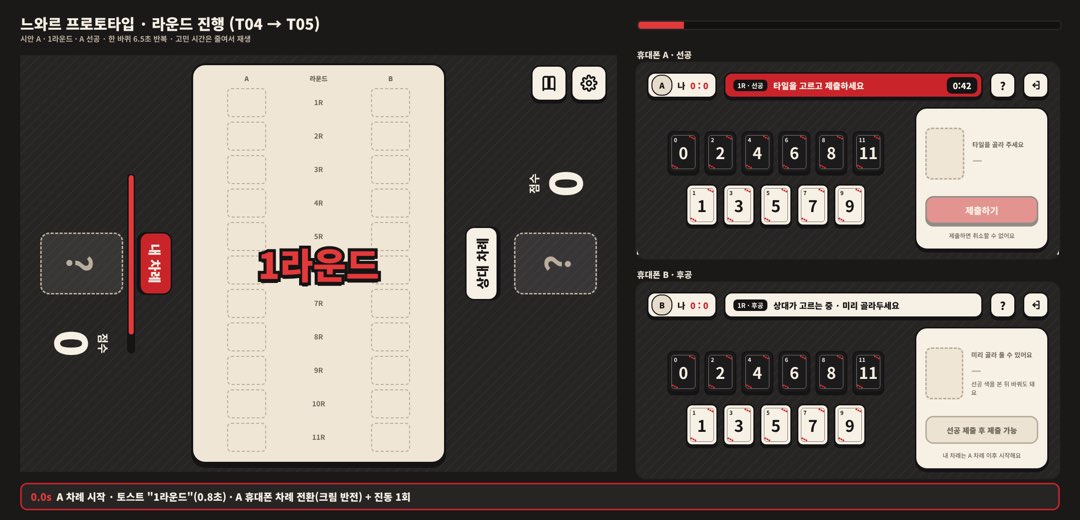 느와르 프로토타입 · 라운드 진행 (T04 → T05)
시안 A · 1라운드 · A 선공 · 한 바퀴 6.5초 반복 · 고민 시간은 줄여서 재생
A 라운드 B
1R
2R
3R
4R
5R
1라운드
7R
8R
9R
10R
11R
?
내 차례
0
점수
점수
0
상대 차례
?
휴대폰 A · 선공
A 나 0 : 0
1R · 선공 타일을 고르고 제출하세요 0:42
?
0 2 4 6 8 11
0 2 4 6 8 11
1 3 5 7 9
1 3 5 7 9
타일을 골라 주세요
—
제출하기
제출하면 취소할 수 없어요
휴대폰 B · 후공
B 나 0 : 0
1R · 후공 상대가 고르는 중 · 미리 골라두세요
?
0 2 4 6 8 11
0 2 4 6 8 11
1 3 5 7 9
1 3 5 7 9
미리 골라 둘 수 있어요
—
선공 색을 본 뒤 바꿔도 돼
요
선공 제출 후 제출 가능
내 차례는 A 차례 이후 시작해요
0.0s A 차례 시작 · 토스트 "1라운드"(0.8초) · A 휴대폰 차례 전환(크림 반전) + 진동 1회